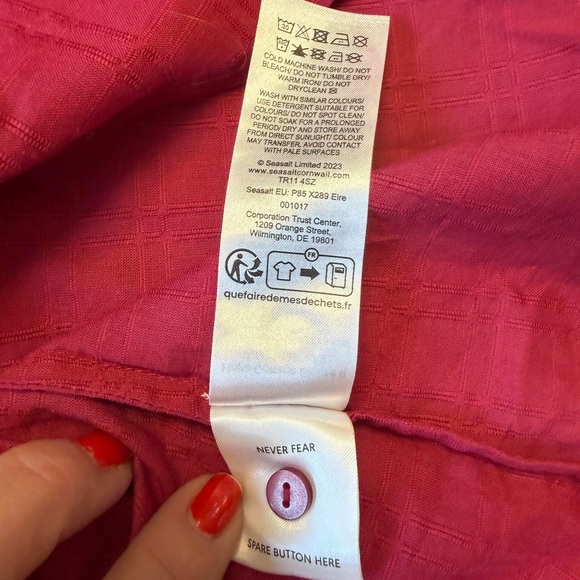 30
COLD MACHINE WASH/ DO NOT
BLEACH/ DO NOT TUMBLE DRY/
WARM IRON/ DO NOT
DRYCLEAN
WASH WITH SIMILAR COLOURS/
USE DETERGENT SUITABLE FOR
COLOURS/ DO NOT SPOT CLEAN/
DO NOT SOAK FOR A PROLONGED
PERIOD/ DRY AND STORE AWAY
FROM DIRECT SUNLIGHT/ COLOUR
MAY TRANSFER, AVOID CONTACT
WITH PALE SURFACES
© Seasalt Limited 2023
www.seasaltcornwall.com
TR11 4SZ
Seasalt EU: P85 X289 Eire
001017
Corporation Trust Center,
1209 Orange Street,
Wilmington, DE 19801
FR
quefairedemesdechets.fr
NEVER FEAR
SPARE BUTTON HERE